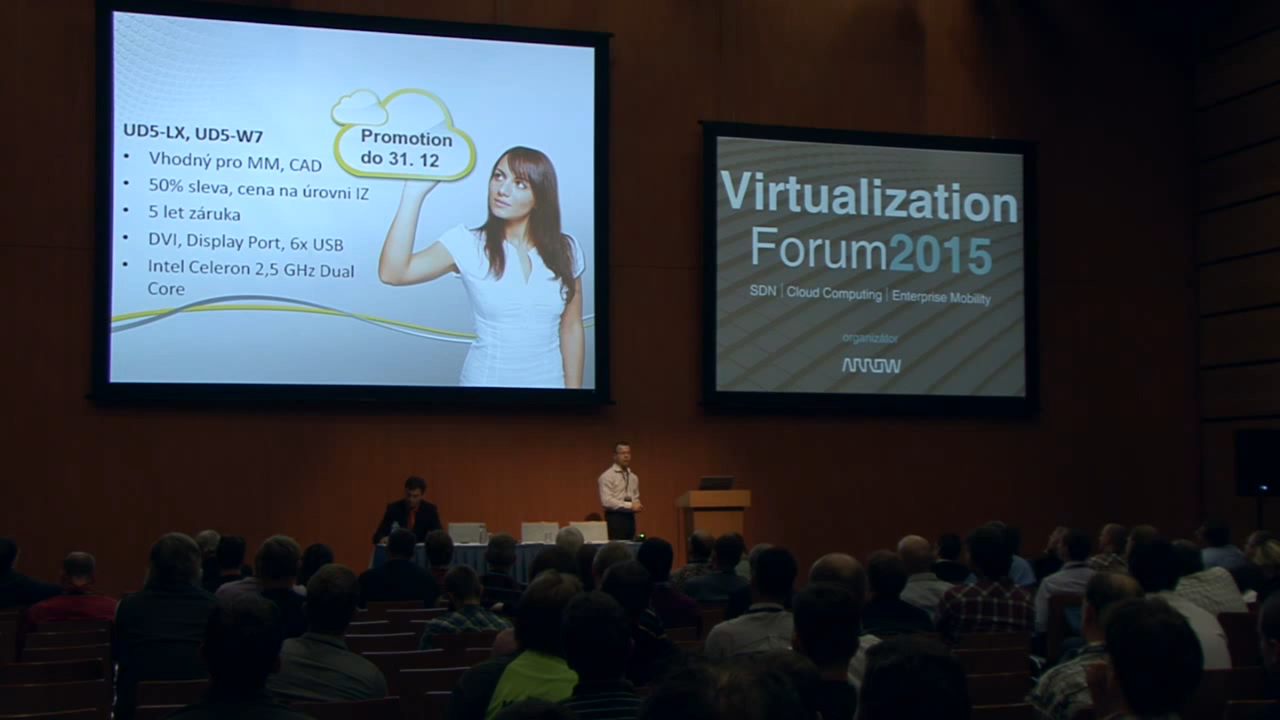 UD5-LX, UD5-W7
• Vhodný pro MM, CAD
• 50% sleva, cena na úrovni IZ
• 5 let záruka
• DVI, Display Port, 6x USB
• Intel Celeron 2,5 GHz Dual
Core
Promotion
do 31. 12
Virtualization
Forum2015
SDN | Cloud Computing | Enterprise Mobility
organizátor
ARROW